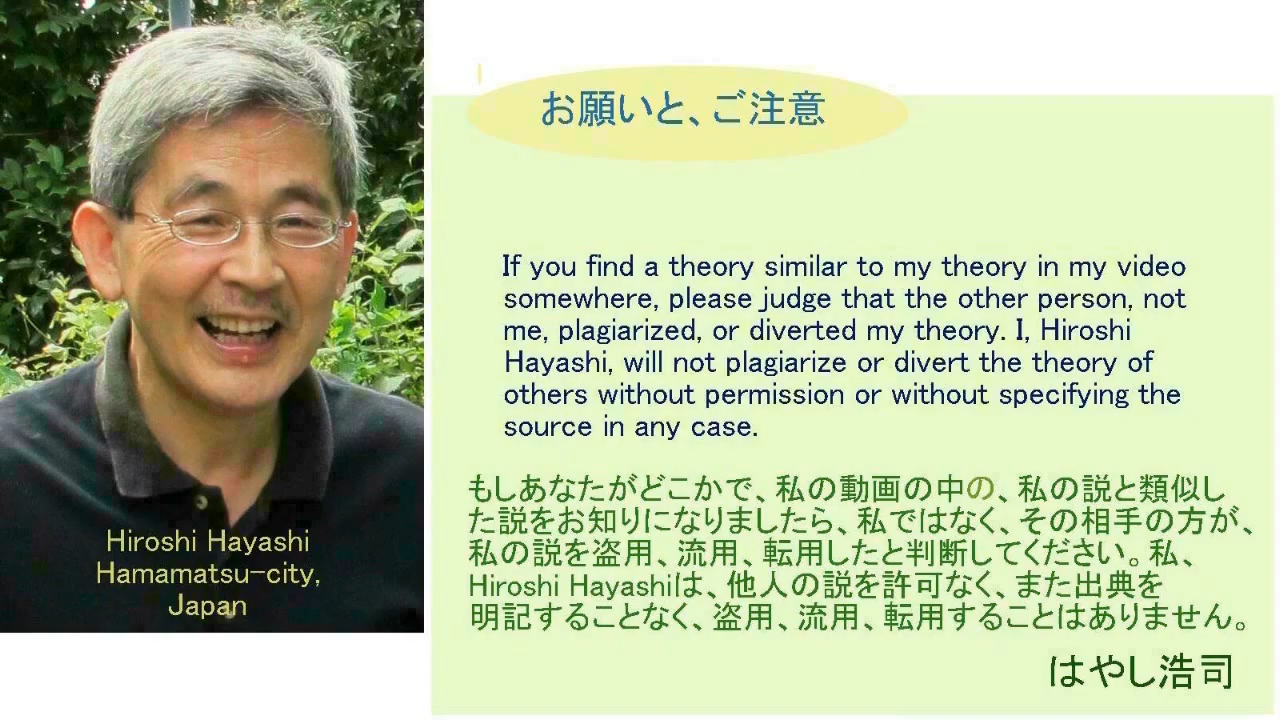 お願いと、ご注意
If you find a theory similar to my theory in my video
somewhere, please judge that the other person, not
me, plagiarized, or diverted my theory. I, Hiroshi
Hayashi, will not plagiarize or divert the theory of
others without permission or without specifying the
source in any case.
もしあなたがどこかで、私の動画の中の、私の説と類似し
た説をお知りになりましたら、私ではなく、その相手の方が、
私の説を盗用、流用、転用したと判断してください。私、
Hiroshi Hayashiは、他人の説を許可なく、また出典を
明記することなく、盗用、流用、転用することはありません。
はやし浩司
Hiroshi Hayashi
Hamamatsu-city,
Japan